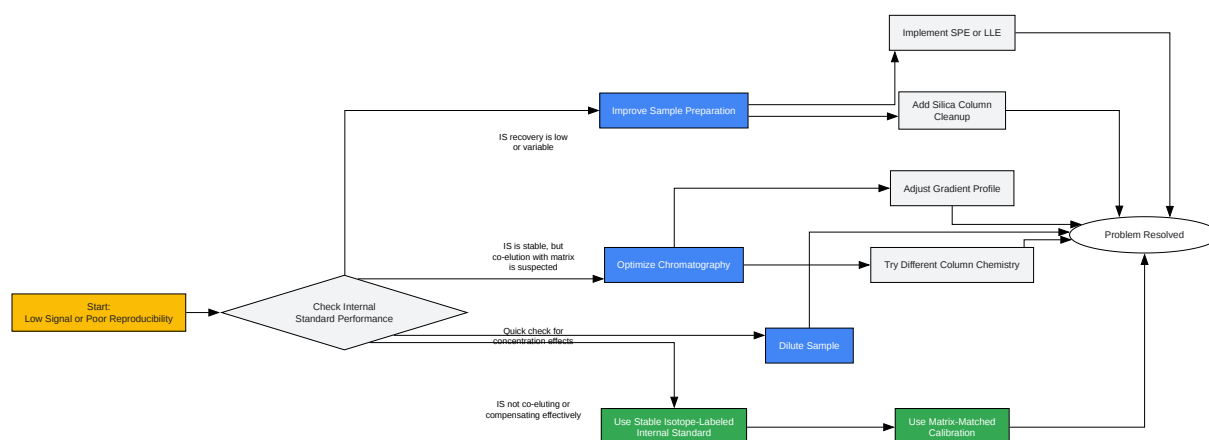 Implement SPE or LLE
Improve Sample Preparation
Add Silica Column
Cleanup
IS recovery is low
or variable
Adjust Gradient Profile
Problem Resolved
IS is stable, but
co-elution with matrix
is suspected
Optimize Chromatography
Try Different Column Chemistry
Start:
Low Signal or Poor Reproducibility
Check Internal
Standard Performance
Quick check for
concentration effects
Dilute Sample
IS not co-eluting or
compensating effectively
Use Stable Isotope-Labeled
Internal Standard
Use Matrix-Matched
Calibration